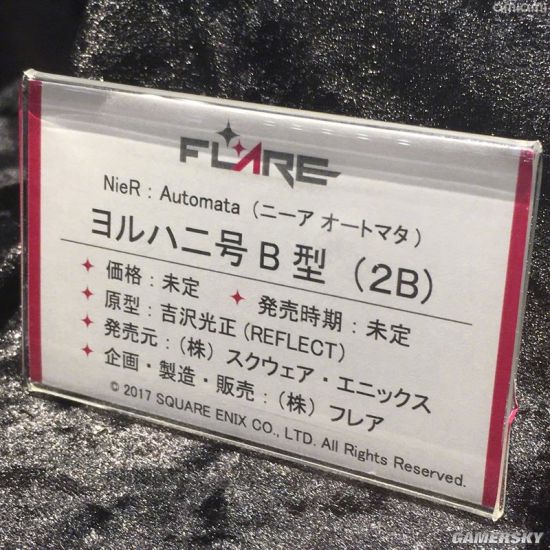 amiami
FLARE
NieR : Automata (ニーア オートマタ)
ヨルハ二号B型 (2B)
価格：未定 発売時期：未定
原型：吉沢光正 (REFLECT)
発売元：(株) スクウェア・エニックス
企画・製造・販売：(株) フレア
© 2017 SQUARE ENIX CO., LTD. All Rights Reserved.
GAMERSKY